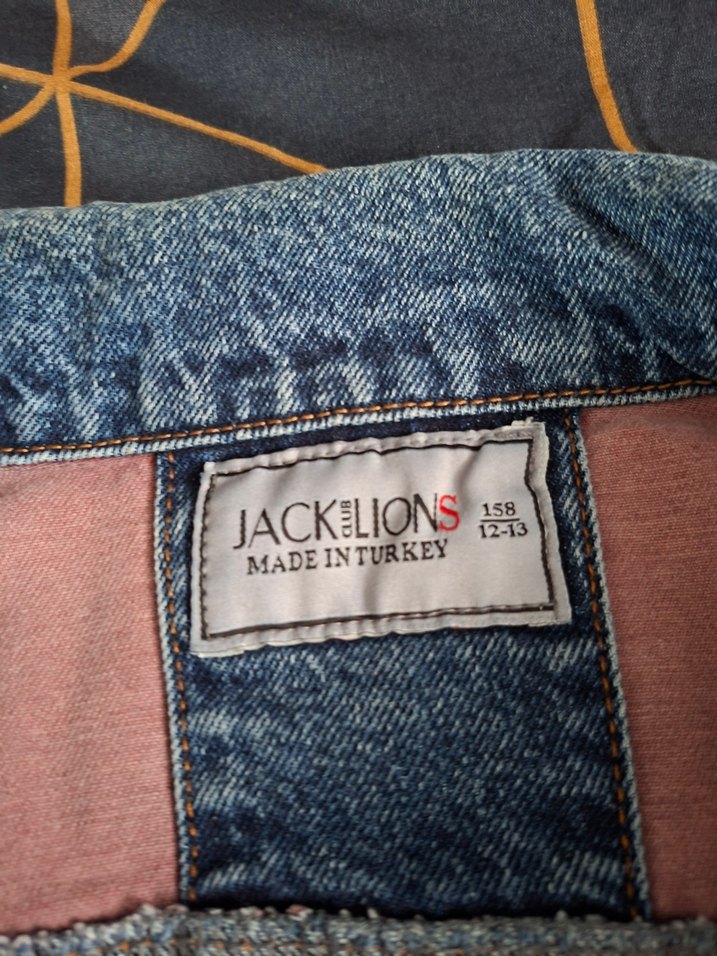 JACK CLUB LIONS
MADE IN TURKEY
158
12-13